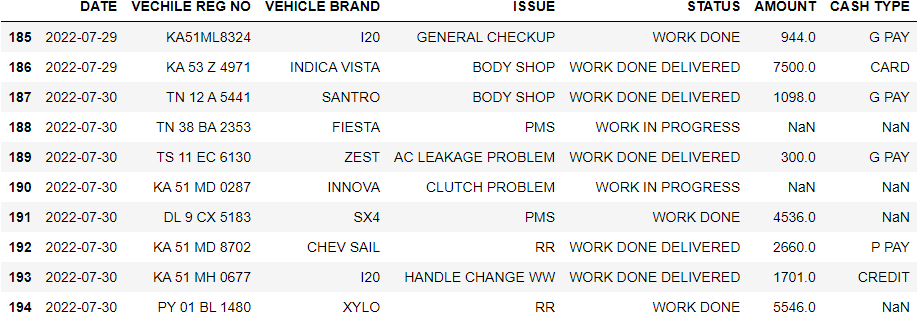 DATE VECHILE REG NO VEHICLE BRAND ISSUE STATUS AMOUNT CASH TYPE
185 2022-07-29 KA51ML8324 I20 GENERAL CHECKUP WORK DONE 944.0 G PAY
186 2022-07-29 KA 53 Z 4971 INDICA VISTA BODY SHOP WORK DONE DELIVERED 7500.0 CARD
187 2022-07-30 TN 12 A 5441 SANTRO BODY SHOP WORK DONE DELIVERED 1098.0 G PAY
188 2022-07-30 TN 38 BA 2353 FIESTA PMS WORK IN PROGRESS NaN NaN
189 2022-07-30 TS 11 EC 6130 ZEST AC LEAKAGE PROBLEM WORK DONE DELIVERED 300.0 G PAY
190 2022-07-30 KA 51 MD 0287 INNOVA CLUTCH PROBLEM WORK IN PROGRESS NaN NaN
191 2022-07-30 DL 9 CX 5183 SX4 PMS WORK DONE 4536.0 NaN
192 2022-07-30 KA 51 MD 8702 CHEV SAIL RR WORK DONE DELIVERED 2660.0 P PAY
193 2022-07-30 KA 51 MH 0677 I20 HANDLE CHANGE WW WORK DONE DELIVERED 1701.0 CREDIT
194 2022-07-30 PY 01 BL 1480 XYLO RR WORK DONE 5546.0 NaN